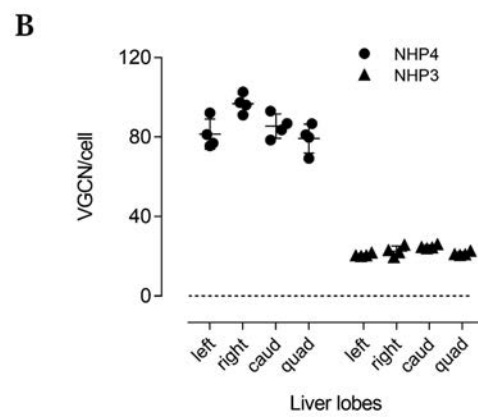 B
120
80
40
0
VGCN/cell
NHP4
NHP3
left right caud quad left right caud quad
Liver lobes